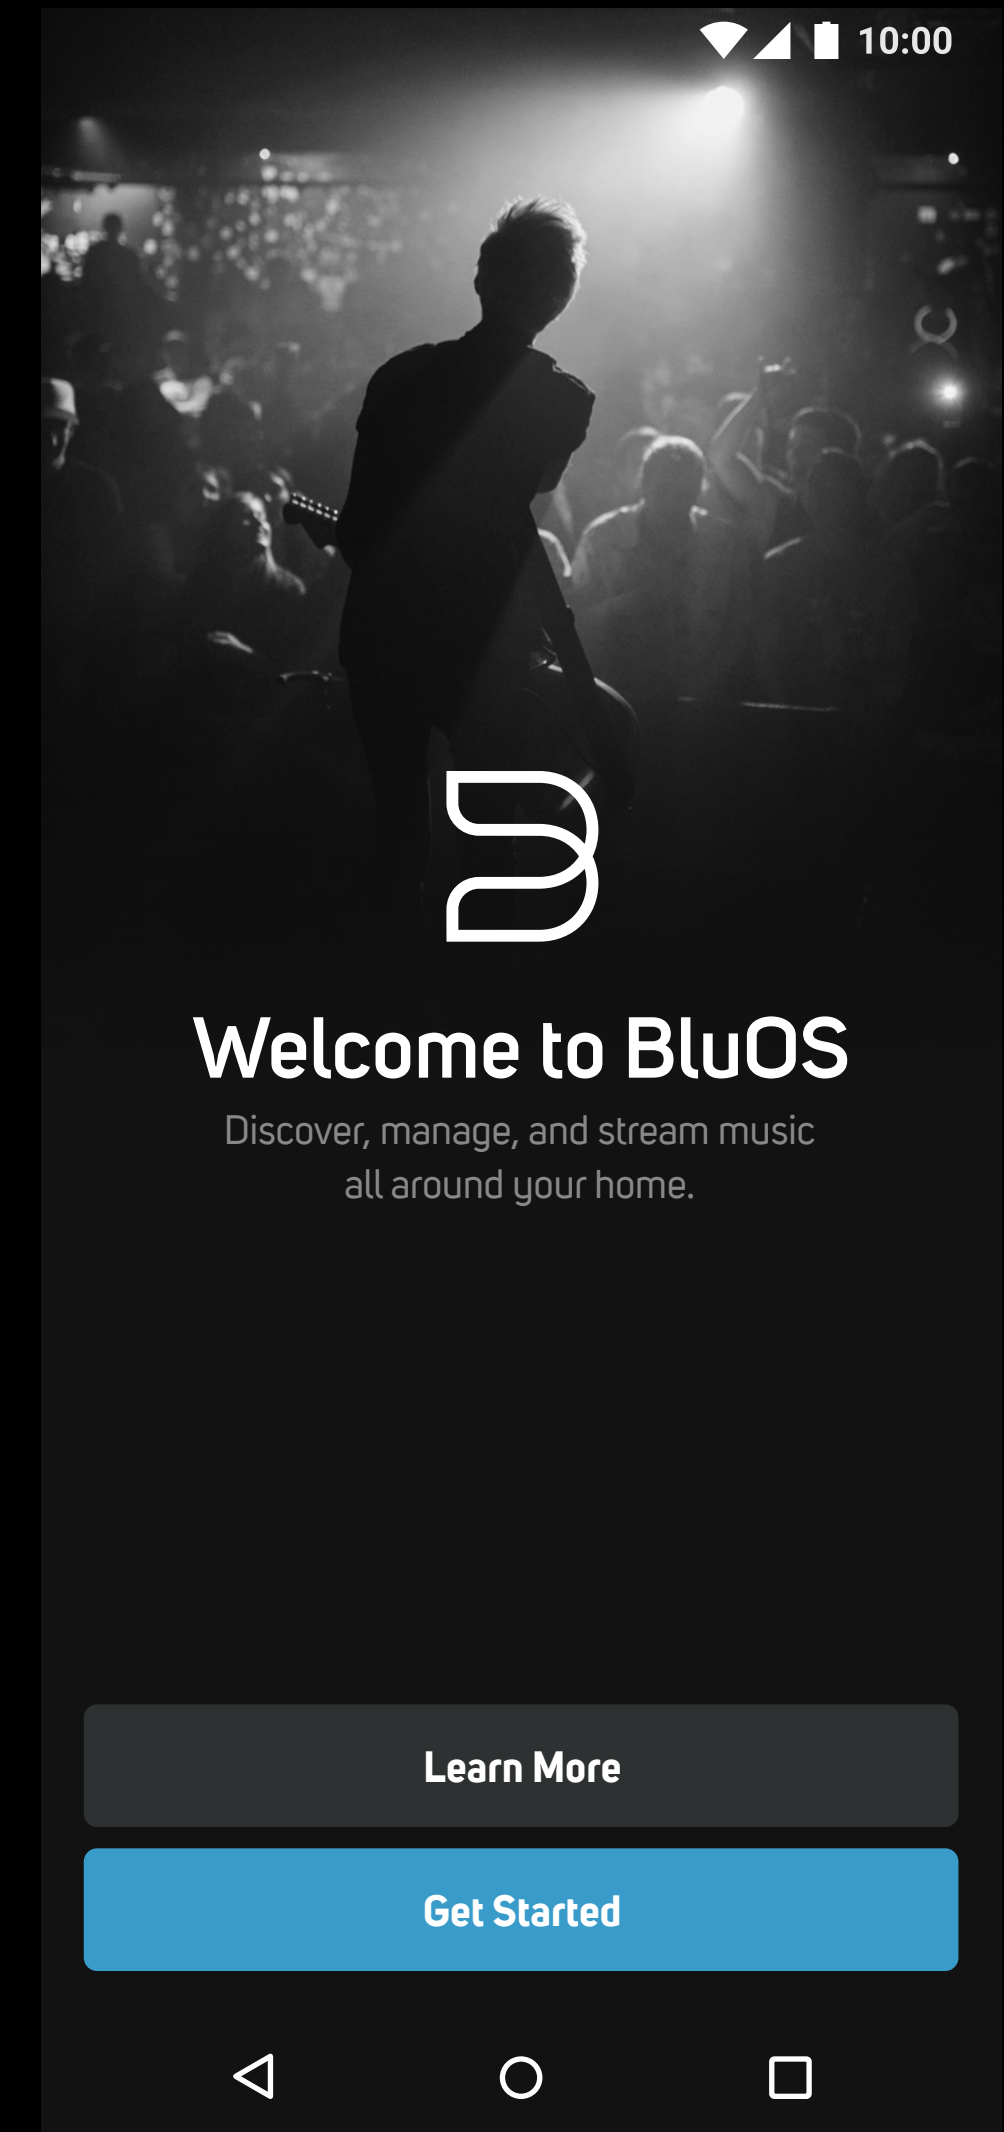 10:00
Welcome to BluOS
Discover, manage, and stream music
all around your home.
Learn More
Get Started